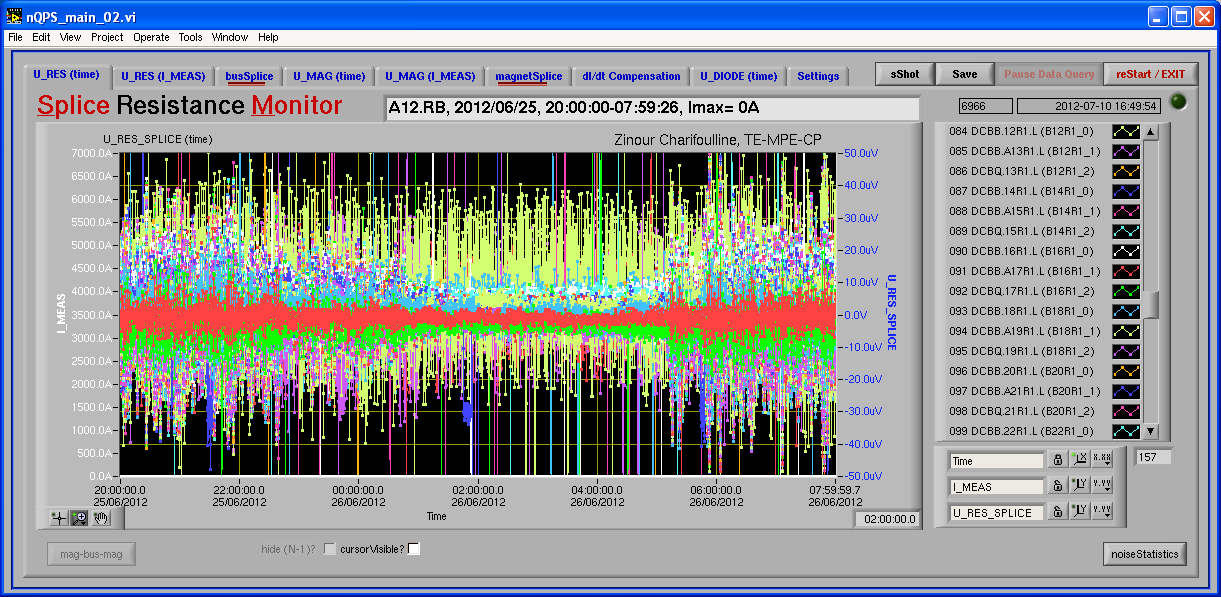 nQPS_main_02.vi
File Edit View Project Operate Tools Window Help
U_RES (time) U_RES (I_MEAS) busSplice U_MAG (time) U_MAG (I_MEAS) magnetSplice dI/dt Compensation U_DIODE (time) Settings sShot Save Pause Data Query reStart / EXIT
Splice Resistance Monitor A12.RB, 2012/06/25, 20:00:00-07:59:26, Imax= 0A 6966 2012-07-10 16:49:54
U_RES_SPLICE (time) Zinour Charifoulline, TE-MPE-CP
7000.0A
6500.0A
6000.0A
5500.0A
5000.0A
4500.0A
4000.0A
3500.0A
3000.0A
2500.0A
2000.0A
1500.0A
1000.0A
500.0A
0.0A
I_MEAS
50.0uV
40.0uV
30.0uV
20.0uV
10.0uV
0.0V
-10.0uV
-20.0uV
-30.0uV
-40.0uV
-50.0uV
U_RES_SPLICE
20:00:00.0 22:00:00.0 00:00:00.0 02:00:00.0 04:00:00.0 06:00:00.0 07:59:59.7
25/06/2012 25/06/2012 26/06/2012 26/06/2012 26/06/2012 26/06/2012 26/06/2012
Time
02:00:00.0
084 DCBB.12R1.L (B12R1_0)
085 DCBB.A13R1.L (B12R1_1)
086 DCBQ.13R1.L (B12R1_2)
087 DCBB.14R1.L (B14R1_0)
088 DCBB.A15R1.L (B14R1_1)
089 DCBQ.15R1.L (B14R1_2)
090 DCBB.16R1.L (B16R1_0)
091 DCBB.A17R1.L (B16R1_1)
092 DCBQ.17R1.L (B16R1_2)
093 DCBB.18R1.L (B18R1_0)
094 DCBB.A19R1.L (B18R1_1)
095 DCBQ.19R1.L (B18R1_2)
096 DCBB.20R1.L (B20R1_0)
097 DCBB.A21R1.L (B20R1_1)
098 DCBQ.21R1.L (B20R1_2)
099 DCBB.22R1.L (B22R1_0)
157
Time X X.XX
I_MEAS Y Y.YY
U_RES_SPLICE Y Y.YY
mag-bus-mag hide (N-1)? cursorVisible? noiseStatistics